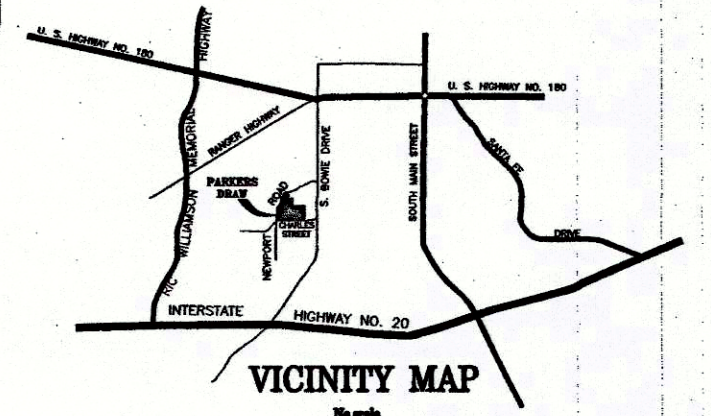 U. S. HIGHWAY NO. 180
HIGHWAY
U. S. HIGHWAY NO. 180
RANGER HIGHWAY
MEMORIAL
S. BOWIE DRIVE
SOUTH MAIN STREET
SANTA FE
PARKERS
DRAW
ROAD
CHARLES
STREET
NEWPORT
WILLIAMSON
DRIVE
RIC
INTERSTATE
HIGHWAY NO. 20
VICINITY MAP
No scale